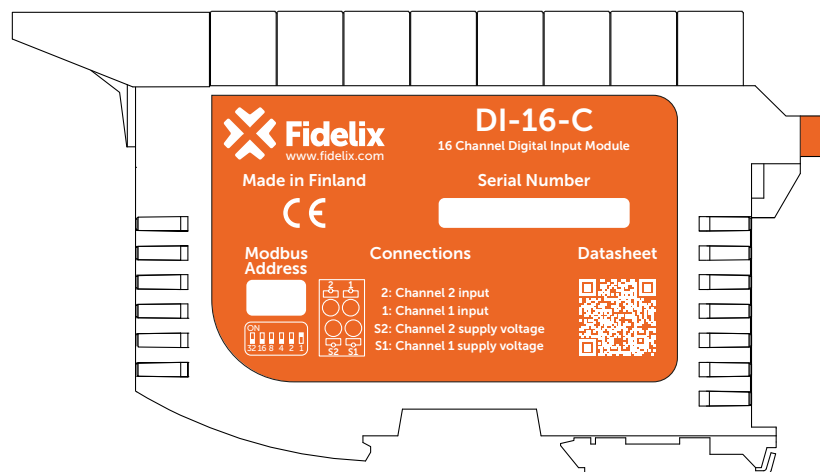 Fidelix
www.fidelix.com
DI-16-C
16 Channel Digital Input Module
Made in Finland
Serial Number
CE
Modbus
Address
Connections
Datasheet
2 1
2: Channel 2 input
1: Channel 1 input
S2: Channel 2 supply voltage
S1: Channel 1 supply voltage
ON
32 16 8 4 2 1
S2 S1